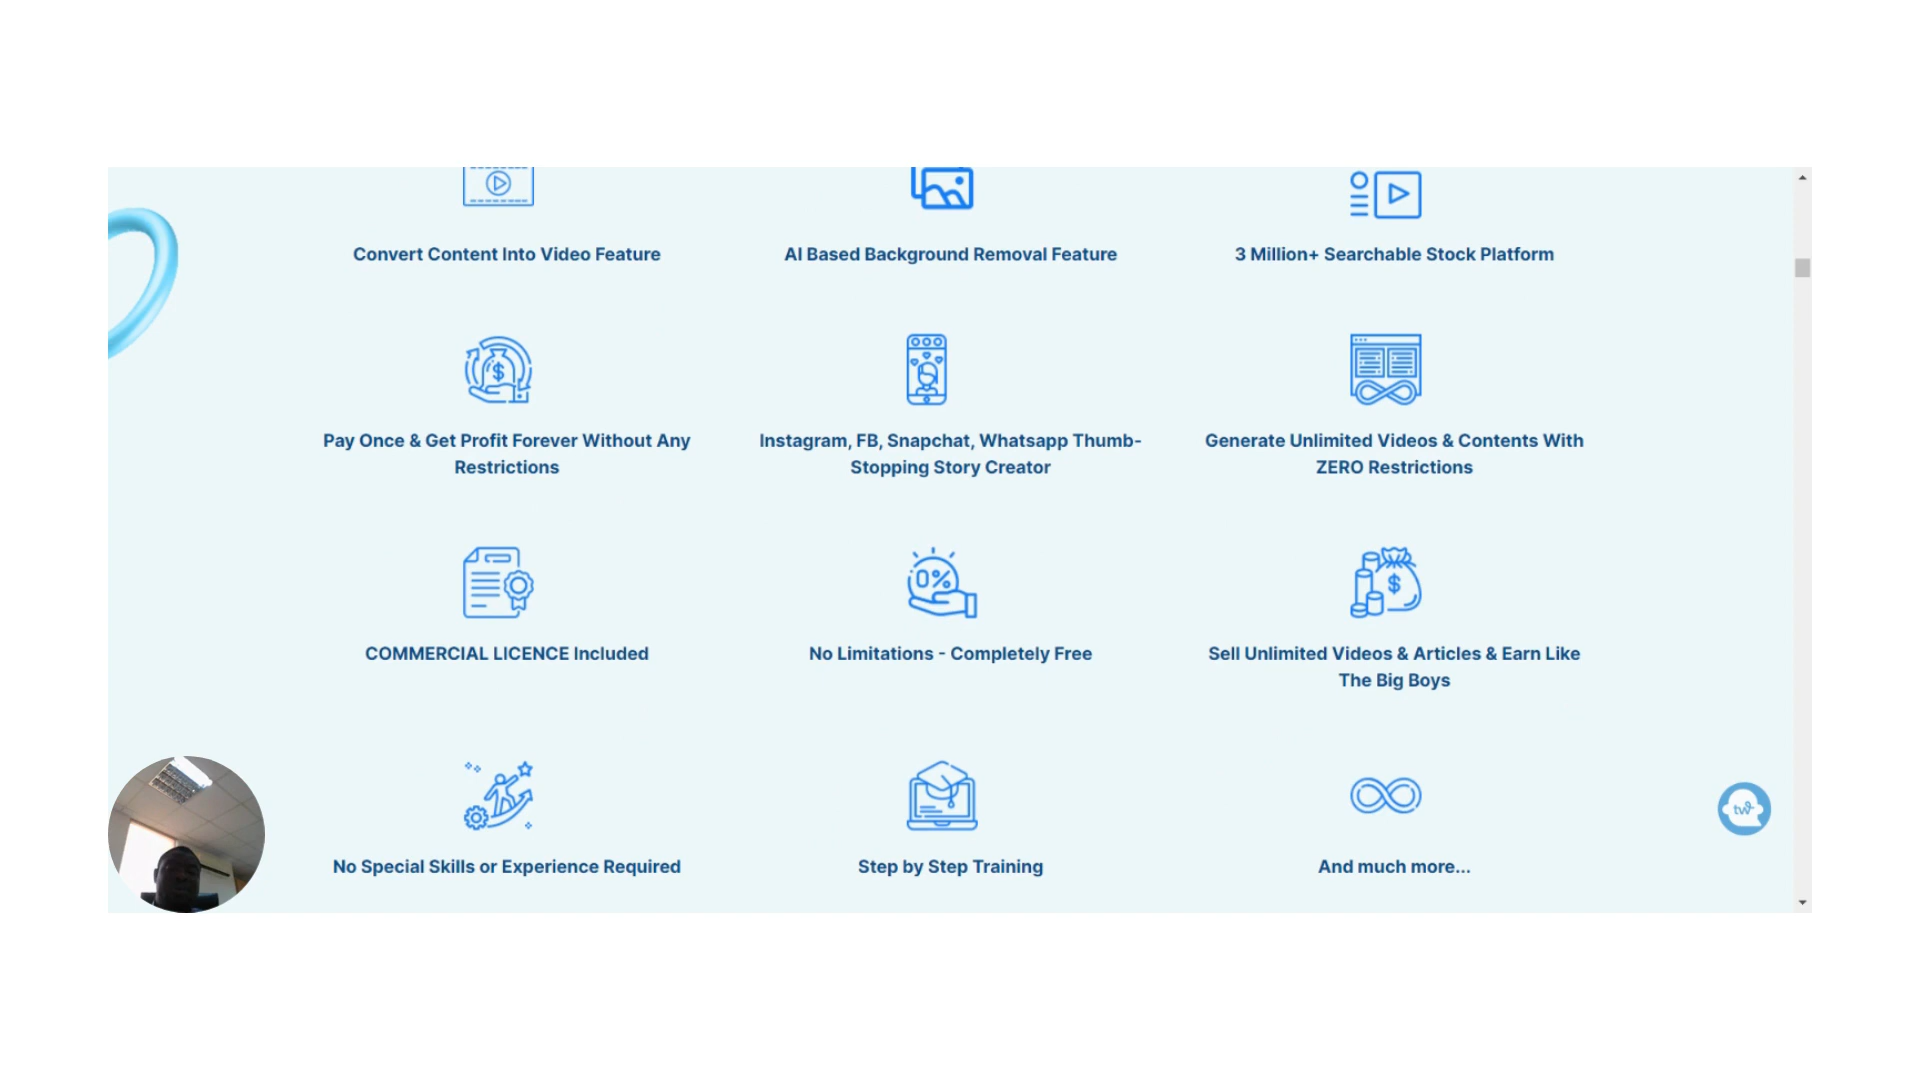 Convert Content Into Video Feature
AI Based Background Removal Feature
3 Million+ Searchable Stock Platform
$
Pay Once & Get Profit Forever Without Any
Restrictions
Instagram, FB, Snapchat, Whatsapp Thumb-
Stopping Story Creator
Generate Unlimited Videos & Contents With
ZERO Restrictions
COMMERCIAL LICENCE Included
0%
No Limitations - Completely Free
$
Sell Unlimited Videos & Articles & Earn Like
The Big Boys
No Special Skills or Experience Required
Step by Step Training
And much more...
tw